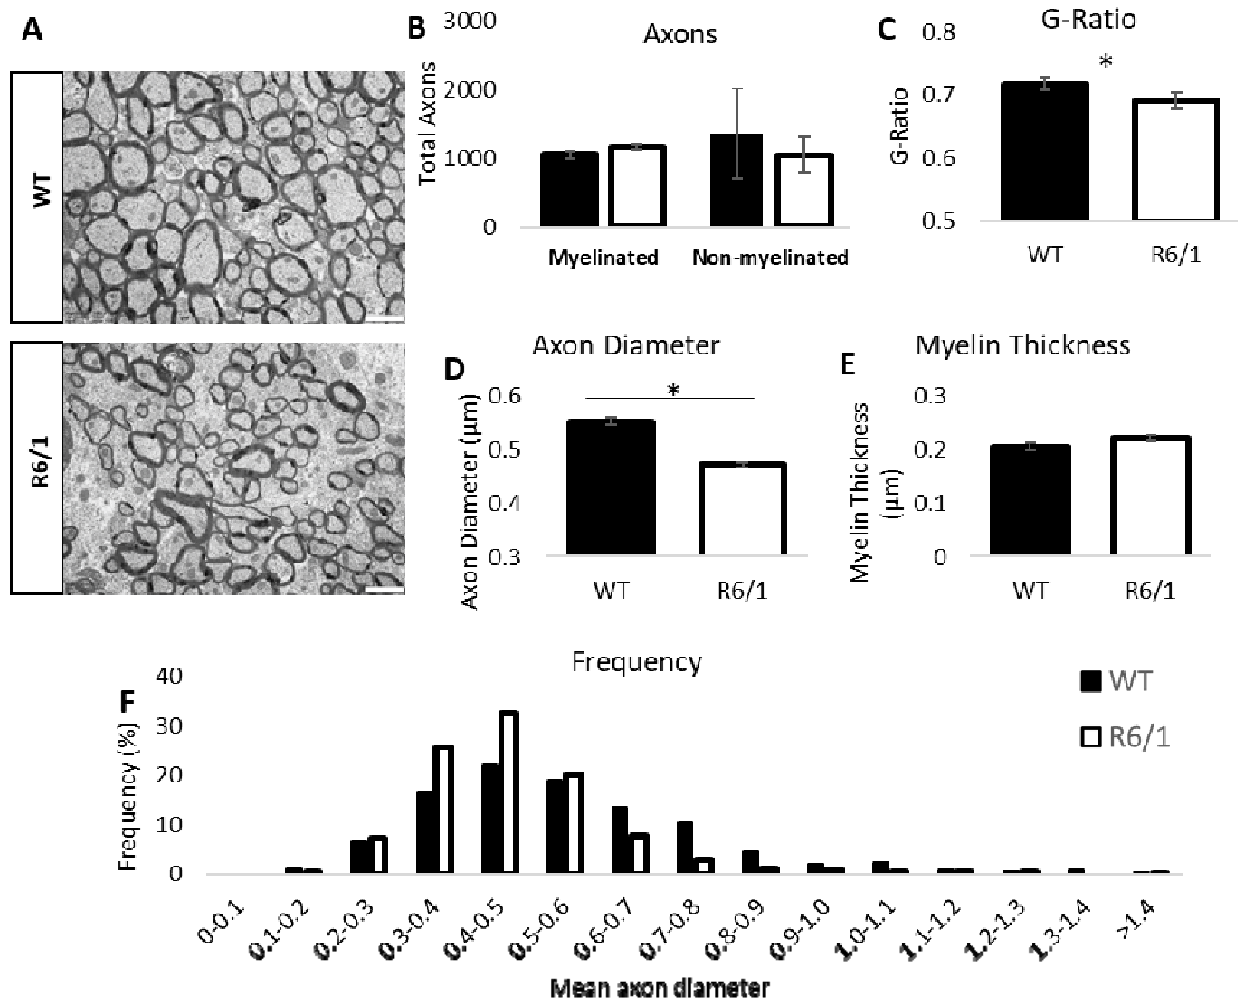 A
WT
R6/1
B
Axons
Total Axons
3000
2000
1000
0
Myelinated
Non-myelinated
C
G-Ratio
G-Ratio
0.8
0.7
0.6
0.5
*
WT
R6/1
D
Axon Diameter
Axon Diameter (µm)
0.6
0.5
0.4
0.3
*
WT
R6/1
E
Myelin Thickness
Myelin Thickness
(µm)
0.3
0.2
0.1
0
WT
R6/1
F
Frequency
Frequency (%)
40
30
20
10
0
WT
R6/1
0-0.1
0.1-0.2
0.2-0.3
0.3-0.4
0.4-0.5
0.5-0.6
0.6-0.7
0.7-0.8
0.8-0.9
0.9-1.0
1.0-1.1
1.1-1.2
1.2-1.3
1.3-1.4
>1.4
Mean axon diameter